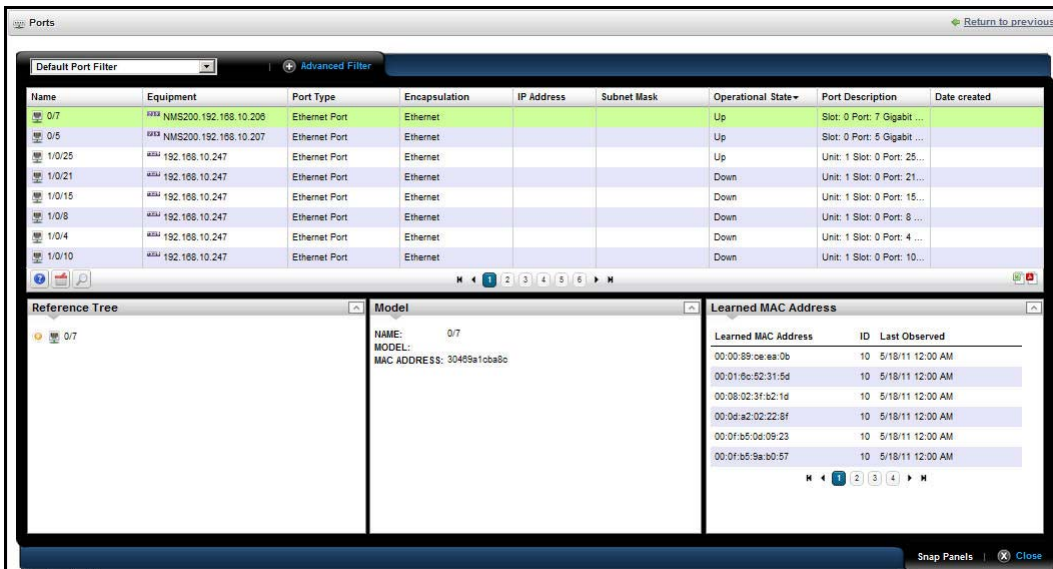 Ports
Return to previous
Default Port Filter
Advanced Filter
Name Equipment Port Type Encapsulation IP Address Subnet Mask Operational State Port Description Date created
0/7 NMS200.192.168.10.206 Ethernet Port Ethernet Up Slot: 0 Port: 7 Gigabit ...
0/5 NMS200.192.168.10.207 Ethernet Port Ethernet Up Slot: 0 Port: 5 Gigabit ...
1/0/25 192.168.10.247 Ethernet Port Ethernet Up Unit: 1 Slot: 0 Port: 25...
1/0/21 192.168.10.247 Ethernet Port Ethernet Down Unit: 1 Slot: 0 Port: 21...
1/0/15 192.168.10.247 Ethernet Port Ethernet Down Unit: 1 Slot: 0 Port: 15...
1/0/8 192.168.10.247 Ethernet Port Ethernet Down Unit: 1 Slot: 0 Port: 8 ...
1/0/4 192.168.10.247 Ethernet Port Ethernet Down Unit: 1 Slot: 0 Port: 4 ...
1/0/10 192.168.10.247 Ethernet Port Ethernet Down Unit: 1 Slot: 0 Port: 10...
1 2 3 4 5 6
Reference Tree
0/7
Model
NAME: 0/7
MODEL:
MAC ADDRESS: 30469a1cba8c
Learned MAC Address
Learned MAC Address ID Last Observed
00:00:89:ce:ea:0b 10 5/18/11 12:00 AM
00:01:6c:52:31:5d 10 5/18/11 12:00 AM
00:08:02:3f:b2:1d 10 5/18/11 12:00 AM
00:0d:a2:02:22:8f 10 5/18/11 12:00 AM
00:0f:b5:0d:09:23 10 5/18/11 12:00 AM
00:0f:b5:9a:b0:57 10 5/18/11 12:00 AM
1 2 3 4
Snap Panels | Close